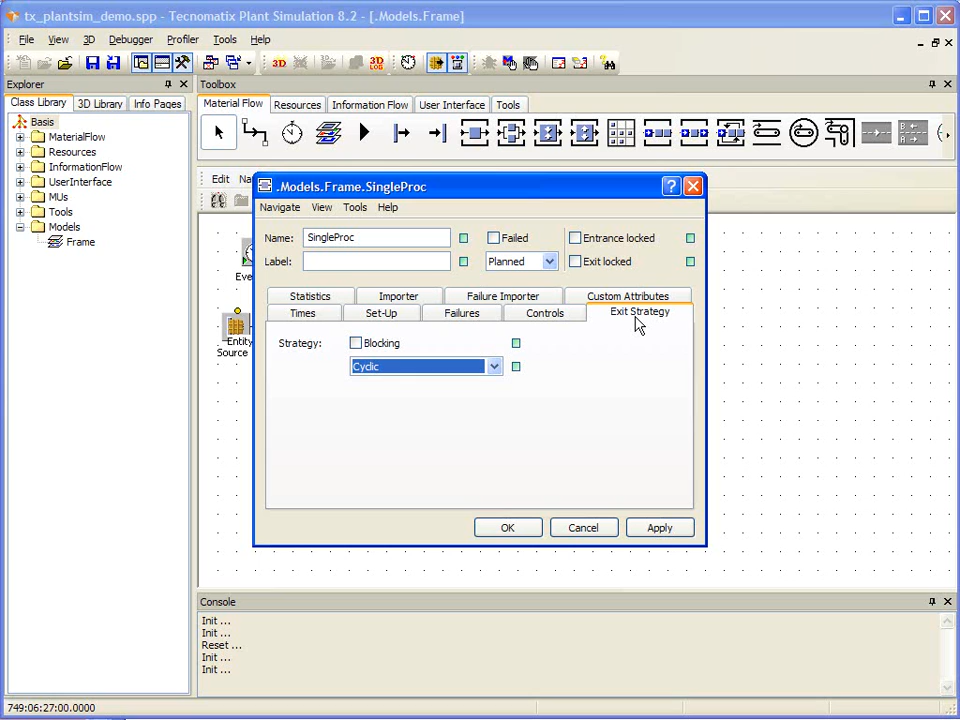 tx_plantsim_demo.spp - Tecnomatix Plant Simulation 8.2 - [.Models.Frame]
File View 3D Debugger Profiler Tools Help
Explorer
Toolbox
Class Library 3D Library Info Pages
Material Flow Resources Information Flow User Interface Tools
Basis
MaterialFlow
Resources
InformationFlow
UserInterface
MUs
Tools
Models
Frame
Edit
.Models.Frame.SingleProc
Navigate View Tools Help
Name: SingleProc Failed Entrance locked
Label: Planned Exit locked
Statistics Importer Failure Importer Custom Attributes
Times Set-Up Failures Controls Exit Strategy
Strategy: Blocking
Cyclic
OK Cancel Apply
Entity
Source
Console
Init ...
Init ...
Reset ...
Init ...
Init ...
749:06:27:00.0000